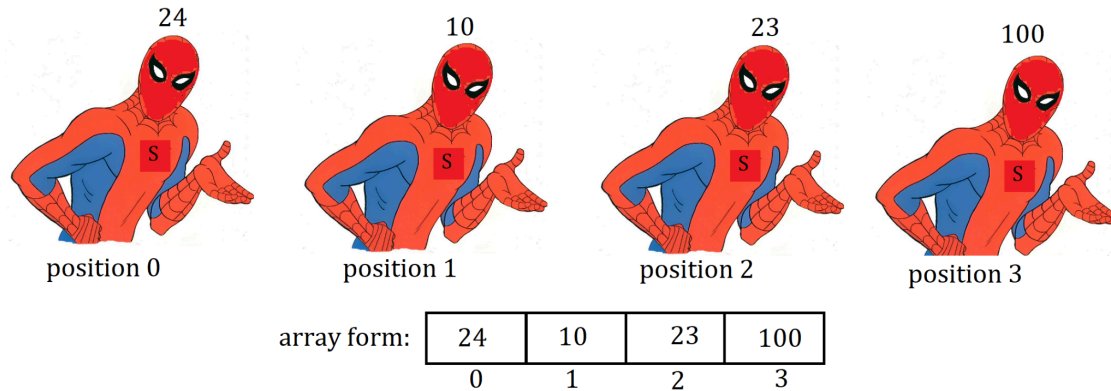 24 10 23 100
S S S S
position 0 position 1 position 2 position 3
array form: 24 10 23 100
0 1 2 3